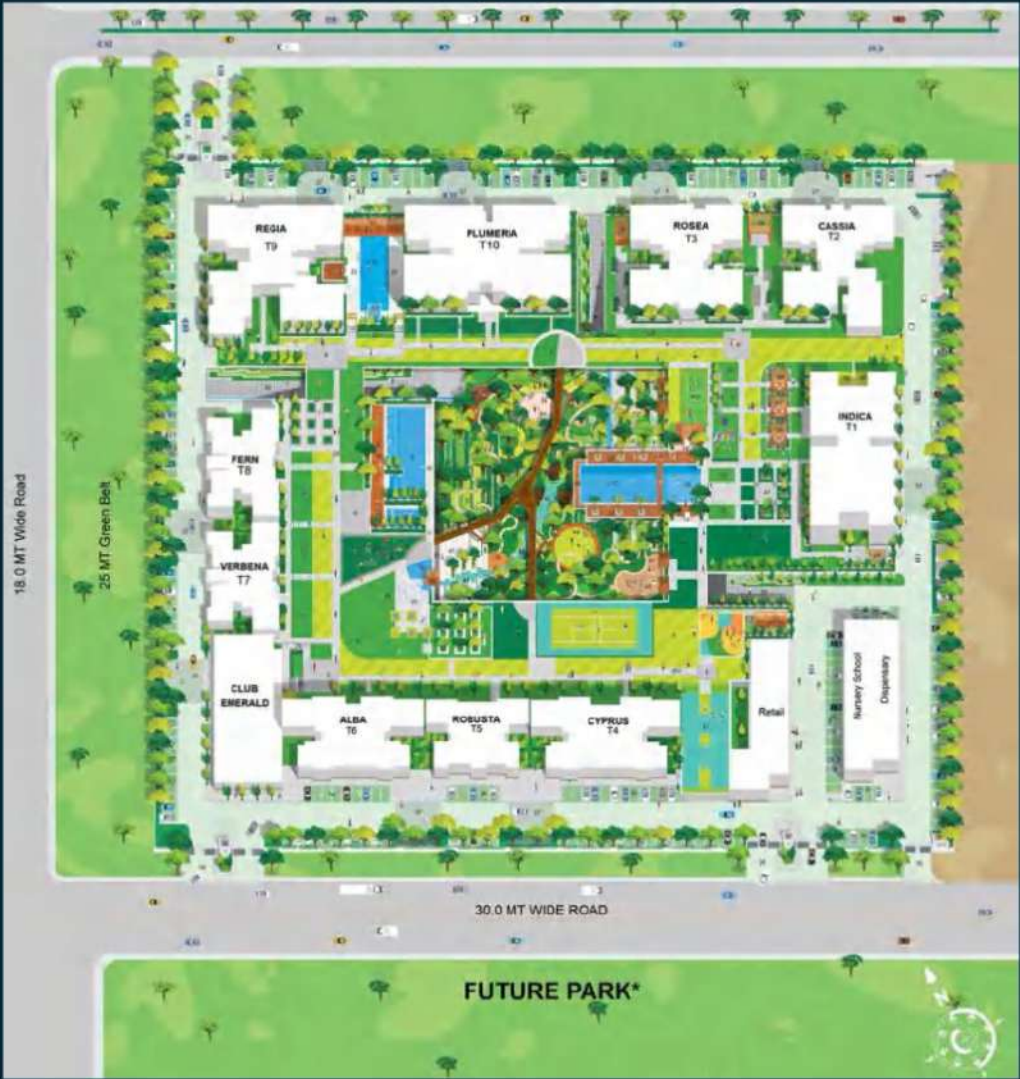 REGIA
T9
PLUMERIA
T10
ROSEA
T3
CASSIA
T2
INDICA
T1
FERN
T8
VERBENA
T7
CLUB
EMERALD
ALBA
T6
ROBUSTA
T5
CYPRUS
T4
Retail
Nursery School
Dispensary
18.0 MT Wide Road
25 MT Green Belt
30.0 MT WIDE ROAD
FUTURE PARK*
N